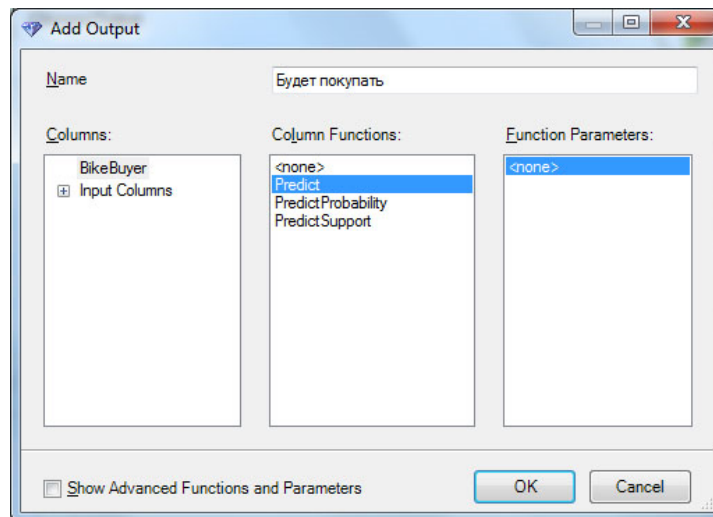 Add Output
Name
Будет покупать
Columns:
Column Functions:
Function Parameters:
BikeBuyer
Input Columns
<none>
Predict
PredictProbability
PredictSupport
<none>
Show Advanced Functions and Parameters
OK
Cancel